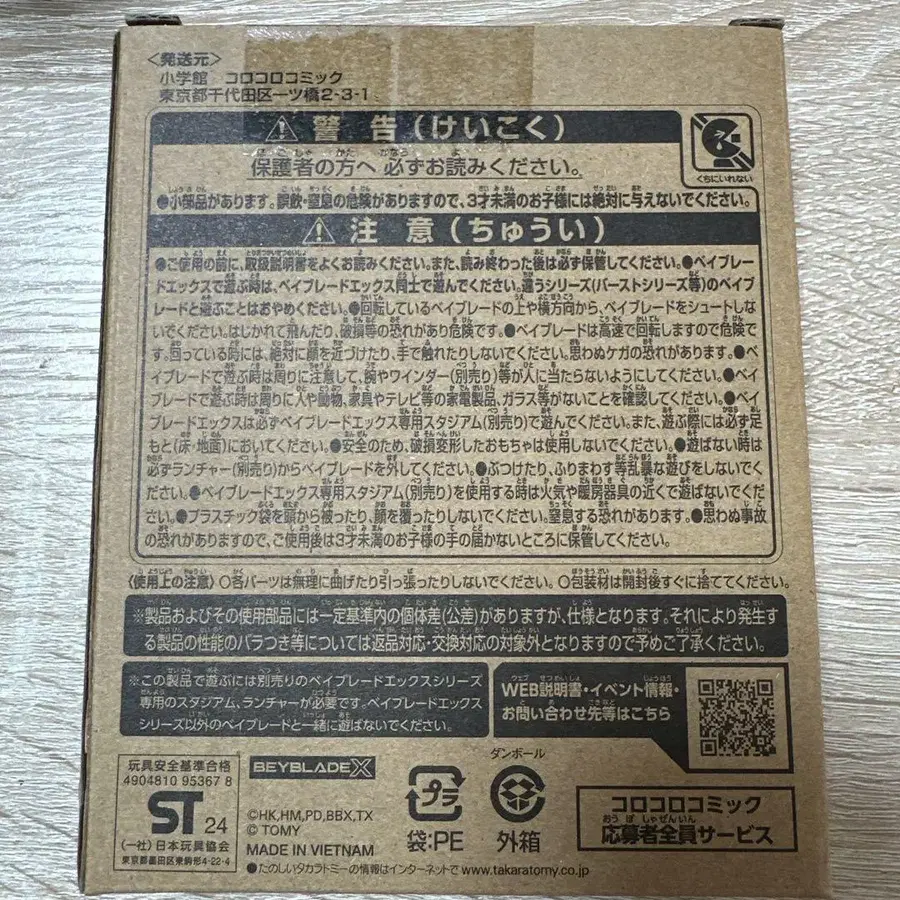 <発送元>
小学館 コロコロコミック
東京都千代田区一ツ橋2-3-1
警告(けいこく)
保護者の方へ 必ずお読みください。
くちにいれない
●小部品があります。誤飲・窒息の危険がありますので、3才未満のお子様には絶対に与えないでください。
注意(ちゅうい)
●ご使用の前に、取扱説明書をよくお読みください。また、読み終わった後は必ず保管してください。●ベイブレー
ドエックスで遊ぶ時は、ベイブレードエックス同士で遊んでください。違うシリーズ(バーストシリーズ等)のベイブ
レードと遊ぶことはおやめください。●回転しているベイブレードの上や横方向から、ベイブレードをシュートしな
いでください。はじかれて飛んだり、破損等の恐れがあり危険です。●ベイブレードは高速で回転しますので危険で
す。回っている時には、絶対に顔を近づけたり、手で触れたりしないでください。思わぬケガの恐れがあります。●ベ
イブレードで遊ぶ時は周りに注意して、腕やワインダー(別売り)等が人に当たらないようにしてください。●ベイブ
レードで遊ぶ時は周りに人や動物、家具やテレビ等の家電製品、ガラス等がないことを確認してください。●ベイブ
レードエックスは必ずベイブレードエックス専用スタジアム(別売り)で遊んでください。また、遊ぶ際には必ず足
もと(床・地面)においてください。●安全のため、破損変形したおもちゃは使用しないでください。●遊ばない時は
必ずランチャー(別売り)からベイブレードを外してください。●ぶつけたり、ふりまわす等乱暴な遊びをしないでく
ださい。●ベイブレードエックス専用スタジアム(別売り)を使用する時は火気や暖房器具の近くで遊ばないでくだ
さい。●プラスチック袋を頭から被ったり、顔を覆ったりしないでください。窒息する恐れがあります。●思わぬ事故
の恐れがありますので、ご使用後は3才未満のお子様の手の届かないところに保管してください。
〈使用上の注意〉○各パーツは無理に曲げたり引っ張ったりしないでください。○包装材は開封後すぐに捨ててください。
※製品およびその使用部品には一定基準内の個体差(公差)がありますが、仕様となります。それにより発生す
る製品の性能のバラつき等については返品対応・交換対応の対象外となりますので予めご了承ください。
※この製品で遊ぶには別売りのベイブレードエックスシリーズ
専用のスタジアム、ランチャーが必要です。ベイブレードエックス
シリーズ以外のベイブレードと一緒に遊ばないでください。
WEB説明書・イベント情報・
お問い合わせ先等はこちら
玩具安全基準合格
4904810 95367 8
ST 24
(一社)日本玩具協会
東京都墨田区東駒形4-22-4
BEYBLADE X
©HK,HM,PD,BBX,TX
© TOMY
MADE IN VIETNAM
プラ
袋:PE
ダンボール
外箱
コロコロコミック
応募者全員サービス
●たのしいタカラトミーの情報はインターネットで www.takaratomy.co.jp